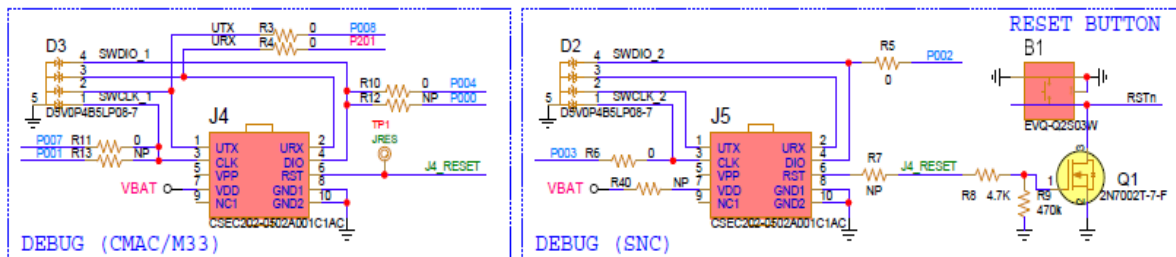 UTX R3 0 P008
URX R4 0 P201
D3
4 SWDIO_1
3
2
1 SWCLK_1
5
D5V0P4B5LP08-7
R10 0 P004
R12 NP P000
J4
P007 R11 0
P001 R13 NP
1 UTX URX 2
3 CLK DIO 4
5 VPP RST 6
7 VDD GND1 8
9 NC1 GND2 10
TP1
JRES
J4_RESET
VBAT
CSEC202-0502A001C1AC
DEBUG (CMAC/M33)
D2
4 SWDIO_2
3
2
1 SWCLK_2
5
D5V0P4B5LP08-7
R5 P002
0
J5
P003 R6 0
VBAT R40 NP
1 UTX URX 2
3 CLK DIO 4
5 VPP RST 6
7 VDD GND1 8
9 NC1 GND2 10
R7
NP
J4_RESET
CSEC202-0502A001C1AC
DEBUG (SNC)
RESET BUTTON
B1
RSTn
EVQ-Q2S03W
R8 4.7K
R9
470k
3
1
2
Q1
2N7002T-7-F